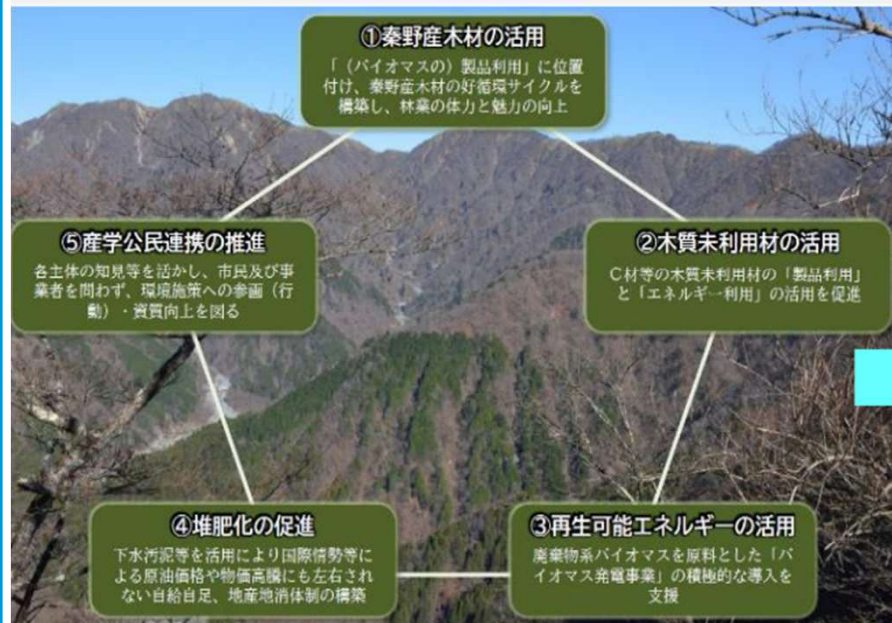 ①秦野産木材の活用
「（バイオマスの）製品利用」に位置
付け、秦野産木材の好循環サイクルを
構築し、林業の体力と魅力の向上
⑤産学公民連携の推進
各主体の知見等を活かし、市民及び事
業者を問わず、環境施策への参画（行
動）・資質向上を図る
②木質未利用材の活用
C材等の木質未利用材の「製品利用」
と「エネルギー利用」の活用を促進
④堆肥化の促進
下水汚泥等を活用により国際情勢等に
よる原油価格や物価高騰にも左右され
ない自給自足、地産地消体制の構築
③再生可能エネルギーの活用
廃棄物系バイオマスを原料とした「バ
イオマス発電事業」の積極的な導入を
支援